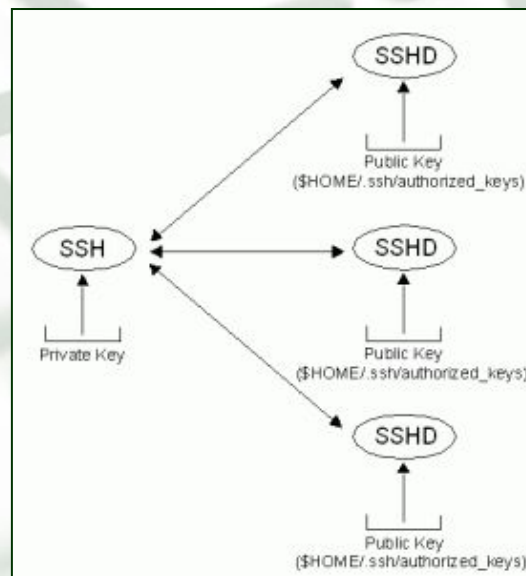 SSHD
Public Key
($HOME/.ssh/authorized_keys)
SSH
Private Key
SSHD
Public Key
($HOME/.ssh/authorized_keys)
SSHD
Public Key
($HOME/.ssh/authorized_keys)